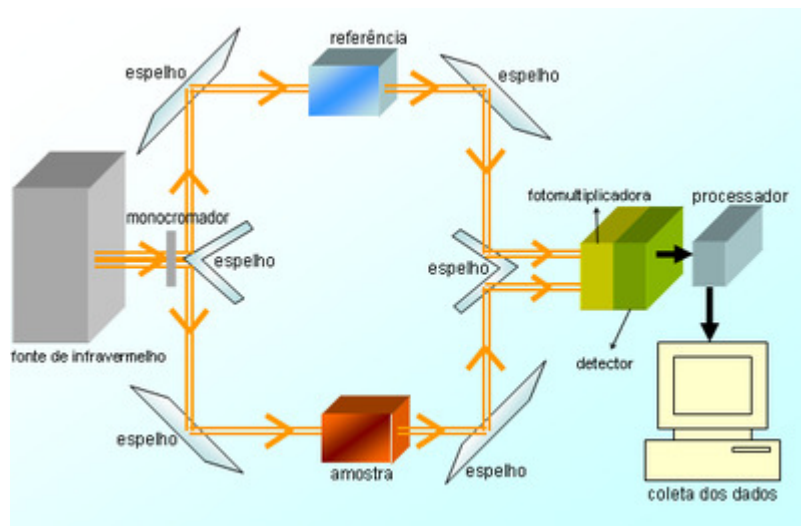 referência
espelho
espelho
monocromador
fotomultiplicadora
processador
espelho
espelho
fonte de infravermelho
detector
espelho
espelho
amostra
coleta dos dados